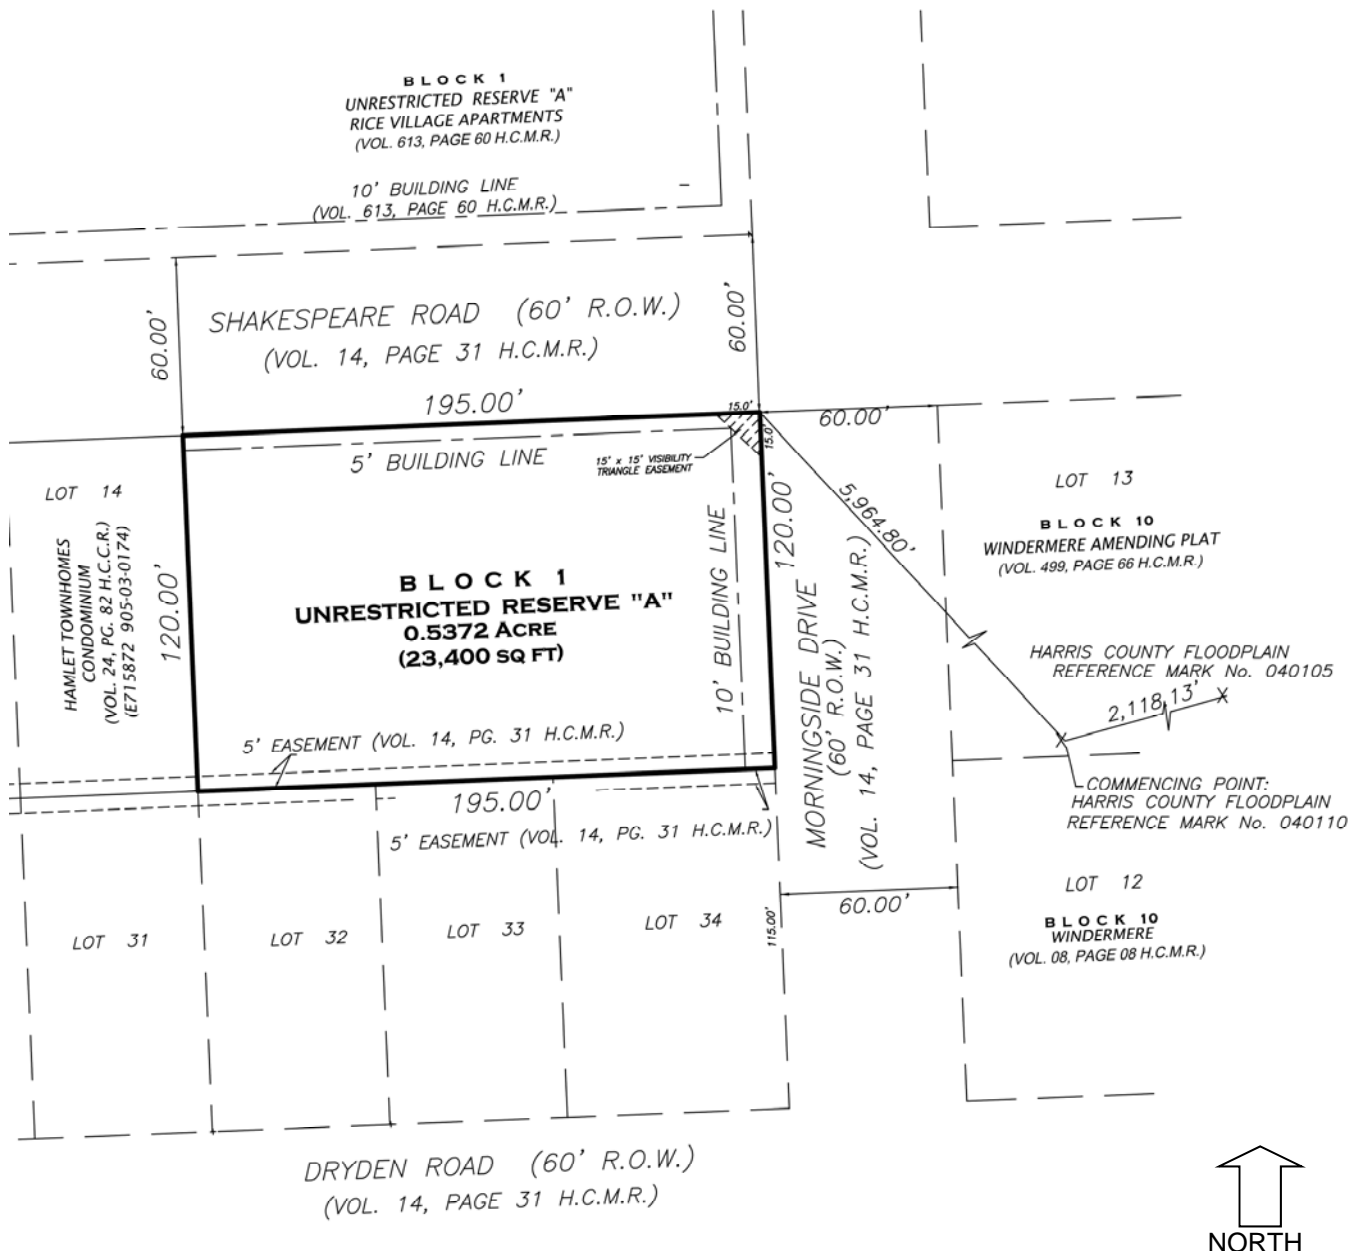 BLOCK 1
UNRESTRICTED RESERVE "A"
RICE VILLAGE APARTMENTS
(VOL. 613, PAGE 60 H.C.M.R.)
10' BUILDING LINE
(VOL. 613, PAGE 60 H.C.M.R.)
60.00'
SHAKESPEARE ROAD (60' R.O.W.)
(VOL. 14, PAGE 31 H.C.M.R.)
60.00'
195.00'
15.0'
60.00'
15.0'
5' BUILDING LINE
15' x 15' VISIBILITY
TRIANGLE EASEMENT
LOT 14
HAMLET TOWNHOMES
CONDOMINIUM
(VOL. 24, PG. 82 H.C.C.R.)
(E715872 905-03-0174)
120.00'
BLOCK 1
UNRESTRICTED RESERVE "A"
0.5372 ACRE
(23,400 SQ FT)
10' BUILDING LINE
120.00'
MORNINGSIDE DRIVE
(60' R.O.W.)
(VOL. 14, PAGE 31 H.C.M.R.)
5,964.80'
LOT 13
BLOCK 10
WINDERMERE AMENDING PLAT
(VOL. 499, PAGE 66 H.C.M.R.)
HARRIS COUNTY FLOODPLAIN
REFERENCE MARK No. 040105
2,118.13'
COMMENCING POINT:
HARRIS COUNTY FLOODPLAIN
REFERENCE MARK No. 040110
5' EASEMENT (VOL. 14, PG. 31 H.C.M.R.)
195.00'
5' EASEMENT (VOL. 14, PG. 31 H.C.M.R.)
LOT 31
LOT 32
LOT 33
LOT 34
115.00'
60.00'
LOT 12
BLOCK 10
WINDERMERE
(VOL. 08, PAGE 08 H.C.M.R.)
DRYDEN ROAD (60' R.O.W.)
(VOL. 14, PAGE 31 H.C.M.R.)
NORTH